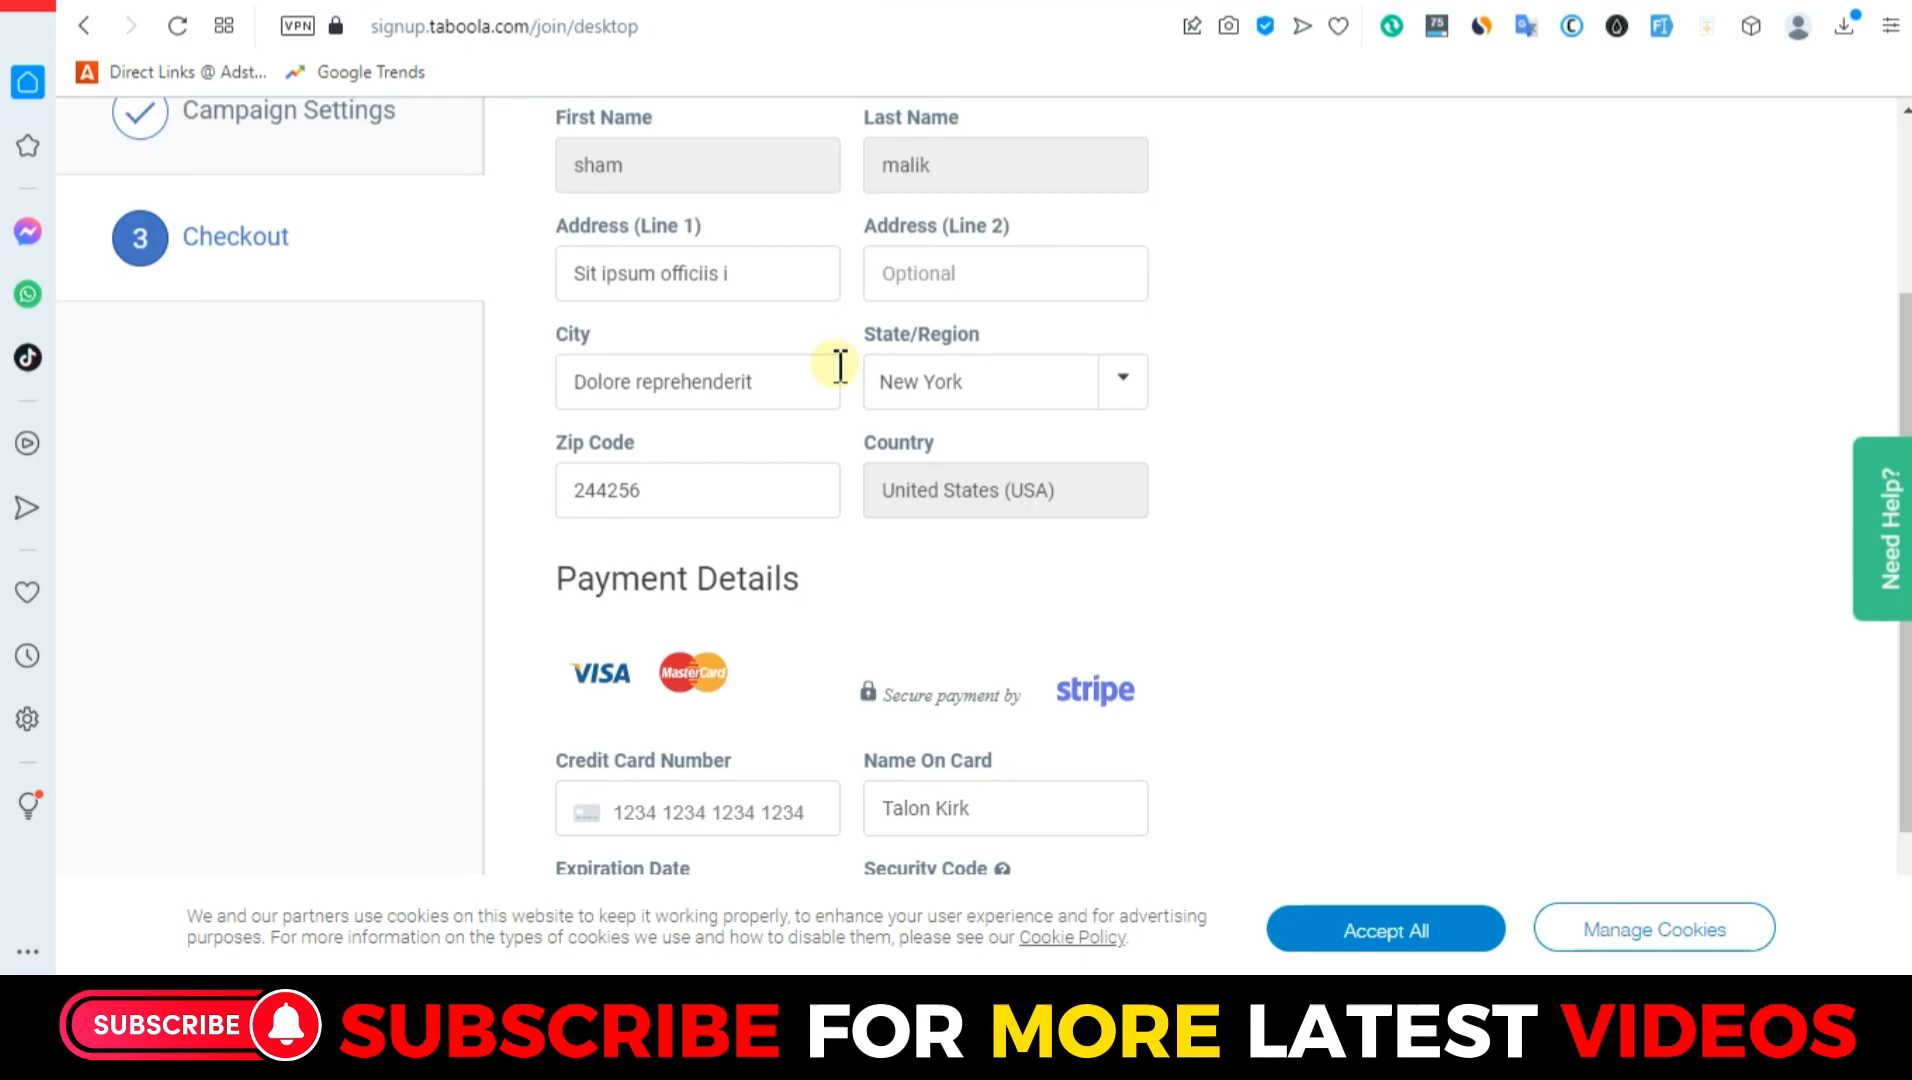 VPN
signup.taboola.com/join/desktop
75
Direct Links @ Adst...
Google Trends
Campaign Settings
3
Checkout
First Name
Last Name
sham
malik
Address (Line 1)
Address (Line 2)
Sit ipsum officiis i
Optional
City
State/Region
Dolore reprehenderit
New York
Zip Code
Country
244256
United States (USA)
Need Help?
Payment Details
VISA
MasterCard
Secure payment by
stripe
Credit Card Number
Name On Card
1234 1234 1234 1234
Talon Kirk
Expiration Date
Security Code
We and our partners use cookies on this website to keep it working properly, to enhance your user experience and for advertising
purposes. For more information on the types of cookies we use and how to disable them, please see our Cookie Policy.
Accept All
Manage Cookies
SUBSCRIBE
SUBSCRIBE FOR MORE LATEST VIDEOS